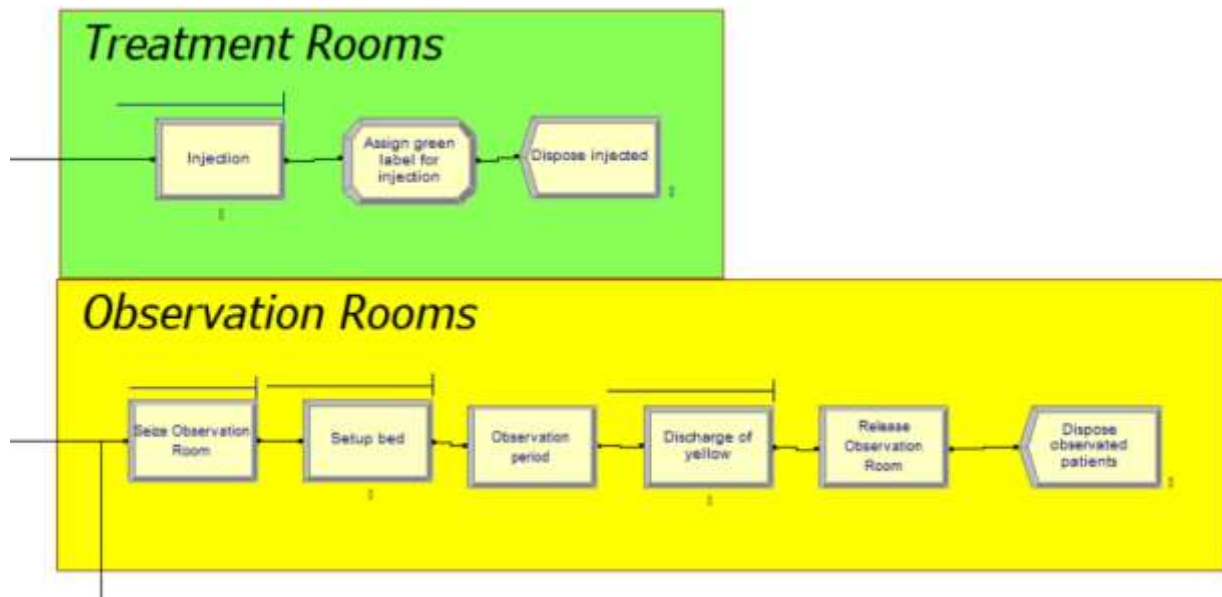 Treatment Rooms
Injection
Assign green
label for
injection
Dispose injected
Observation Rooms
Seize Observation
Room
Setup bed
Observation
period
Discharge of
yellow
Release
Observation
Room
Dispose
observated
patients